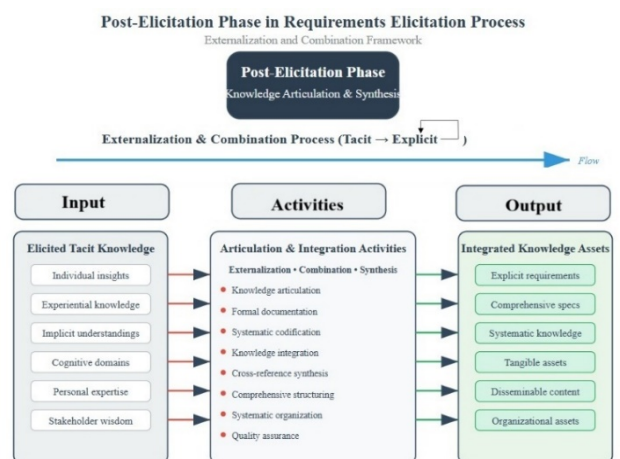 Post-Elicitation Phase in Requirements Elicitation Process
Externalization and Combination Framework
Post-Elicitation Phase
Knowledge Articulation & Synthesis
Externalization & Combination Process (Tacit → Explicit )
Flow
Input
Activities
Output
Elicited Tacit Knowledge
Individual insights
Experiential knowledge
Implicit understandings
Cognitive domains
Personal expertise
Stakeholder wisdom
Articulation & Integration Activities
Externalization • Combination • Synthesis
• Knowledge articulation
• Formal documentation
• Systematic codification
• Knowledge integration
• Cross-reference synthesis
• Comprehensive structuring
• Systematic organization
• Quality assurance
Integrated Knowledge Assets
Explicit requirements
Comprehensive specs
Systematic knowledge
Tangible assets
Disseminable content
Organizational assets